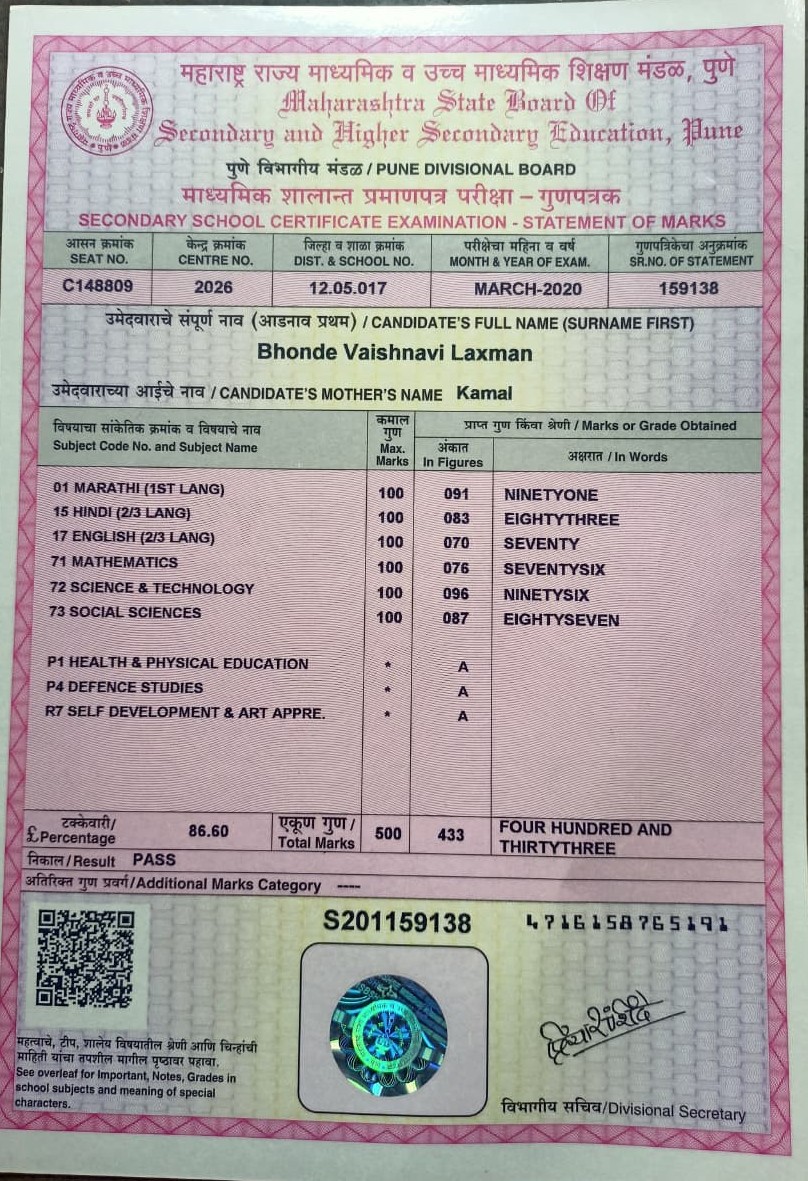 महाराष्ट्र राज्य माध्यमिक व उच्च माध्यमिक शिक्षण मंडळ, पुणे
Maharashtra State Board Of
Secondary and Higher Secondary Education, Pune
पुणे विभागीय मंडळ / PUNE DIVISIONAL BOARD
माध्यमिक शालान्त प्रमाणपत्र परीक्षा – गुणपत्रक
SECONDARY SCHOOL CERTIFICATE EXAMINATION - STATEMENT OF MARKS
आसन क्रमांक केन्द्र क्रमांक जिल्हा व शाळा क्रमांक परीक्षेचा महिना व वर्ष गुणपत्रिकेचा अनुक्रमांक
SEAT NO. CENTRE NO. DIST. & SCHOOL NO. MONTH & YEAR OF EXAM. SR.NO. OF STATEMENT
C148809 2026 12.05.017 MARCH-2020 159138
उमेदवाराचे संपूर्ण नाव (आडनाव प्रथम) / CANDIDATE'S FULL NAME (SURNAME FIRST)
Bhonde Vaishnavi Laxman
उमेदवाराच्या आईचे नाव / CANDIDATE'S MOTHER'S NAME Kamal
विषयाचा सांकेतिक क्रमांक व विषयाचे नाव
Subject Code No. and Subject Name
कमाल
गुण
Max.
Marks
प्राप्त गुण किंवा श्रेणी / Marks or Grade Obtained
अंकात
In Figures
अक्षरात / In Words
01 MARATHI (1ST LANG) 100 091 NINETYONE
15 HINDI (2/3 LANG) 100 083 EIGHTYTHREE
17 ENGLISH (2/3 LANG) 100 070 SEVENTY
71 MATHEMATICS 100 076 SEVENTYSIX
72 SCIENCE & TECHNOLOGY 100 096 NINETYSIX
73 SOCIAL SCIENCES 100 087 EIGHTYSEVEN
P1 HEALTH & PHYSICAL EDUCATION * A
P4 DEFENCE STUDIES * A
R7 SELF DEVELOPMENT & ART APPRE. * A
टक्केवारी/
£Percentage
86.60
एकूण गुण /
Total Marks
500 433
FOUR HUNDRED AND
THIRTYTHREE
निकाल/Result PASS
अतिरिक्त गुण प्रवर्ग/Additional Marks Category ----
S201159138 4716158765191
महत्वाचे, टीप, शालेय विषयातील श्रेणी आणि चिन्हांची
माहिती यांचा तपशील मागील पृष्ठावर पहावा.
See overleaf for Important, Notes, Grades in
school subjects and meaning of special
characters.
विभागीय सचिव/Divisional Secretary